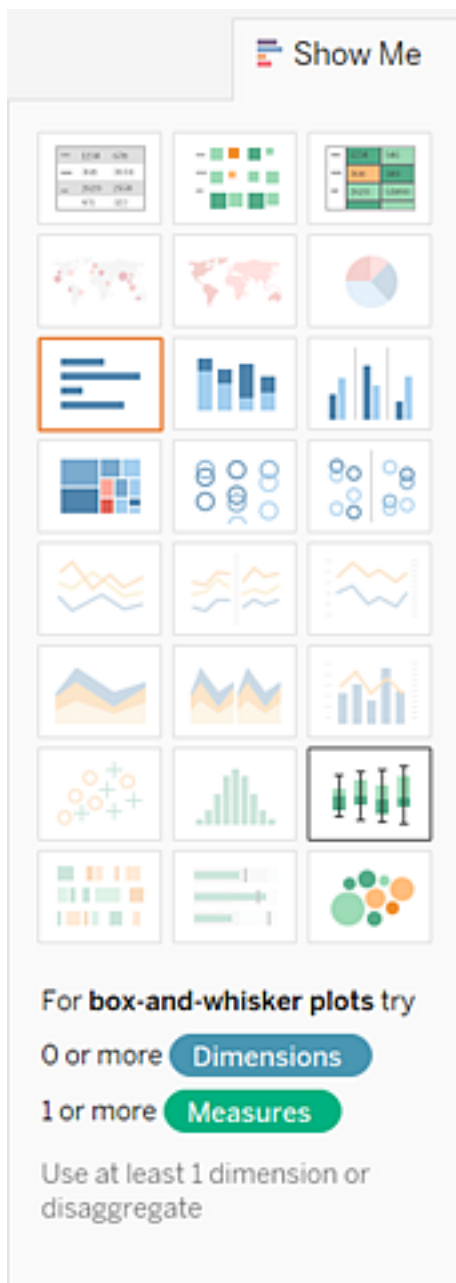 Show Me
For box-and-whisker plots try
0 or more Dimensions
1 or more Measures
Use at least 1 dimension or
disaggregate